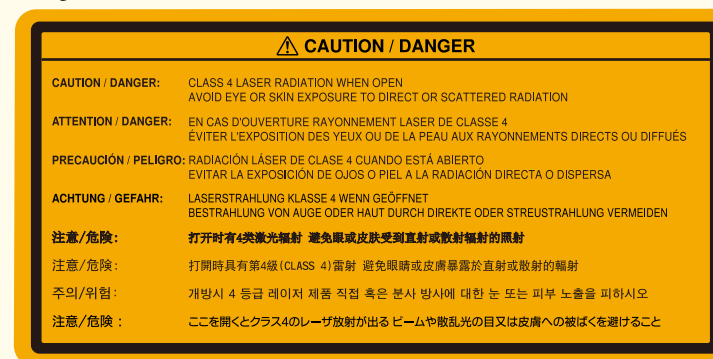 ⚠ CAUTION / DANGER
CAUTION / DANGER: CLASS 4 LASER RADIATION WHEN OPEN
AVOID EYE OR SKIN EXPOSURE TO DIRECT OR SCATTERED RADIATION
ATTENTION / DANGER: EN CAS D'OUVERTURE RAYONNEMENT LASER DE CLASSE 4
ÉVITER L'EXPOSITION DES YEUX OU DE LA PEAU AUX RAYONNEMENTS DIRECTS OU DIFFUÉS
PRECAUCIÓN / PELIGRO: RADIACIÓN LÁSER DE CLASE 4 CUANDO ESTÁ ABIERTO
EVITAR LA EXPOSICIÓN DE OJOS O PIEL A LA RADIACIÓN DIRECTA O DISPERSA
ACHTUNG / GEFAHR: LASERSTRAHLUNG KLASSE 4 WENN GEÖFFNET
BESTRAHLUNG VON AUGE ODER HAUT DURCH DIREKTE ODER STREUSTRAHLUNG VERMEIDEN
注意/危险: 打开时有4类激光辐射 避免眼或皮肤受到直射或散射辐射的照射
注意/危险: 打開時具有第4級(CLASS 4)雷射 避免眼睛或皮膚暴露於直射或散射的輻射
주의/위험: 개방시 4 등급 레이저 제품 직접 혹은 분사 방사에 대한 눈 또는 피부 노출을 피하시오
注意/危険 : ここを開くとクラス4のレーザ放射が出る ビームや散乱光の目又は皮膚への被ばくを避けること